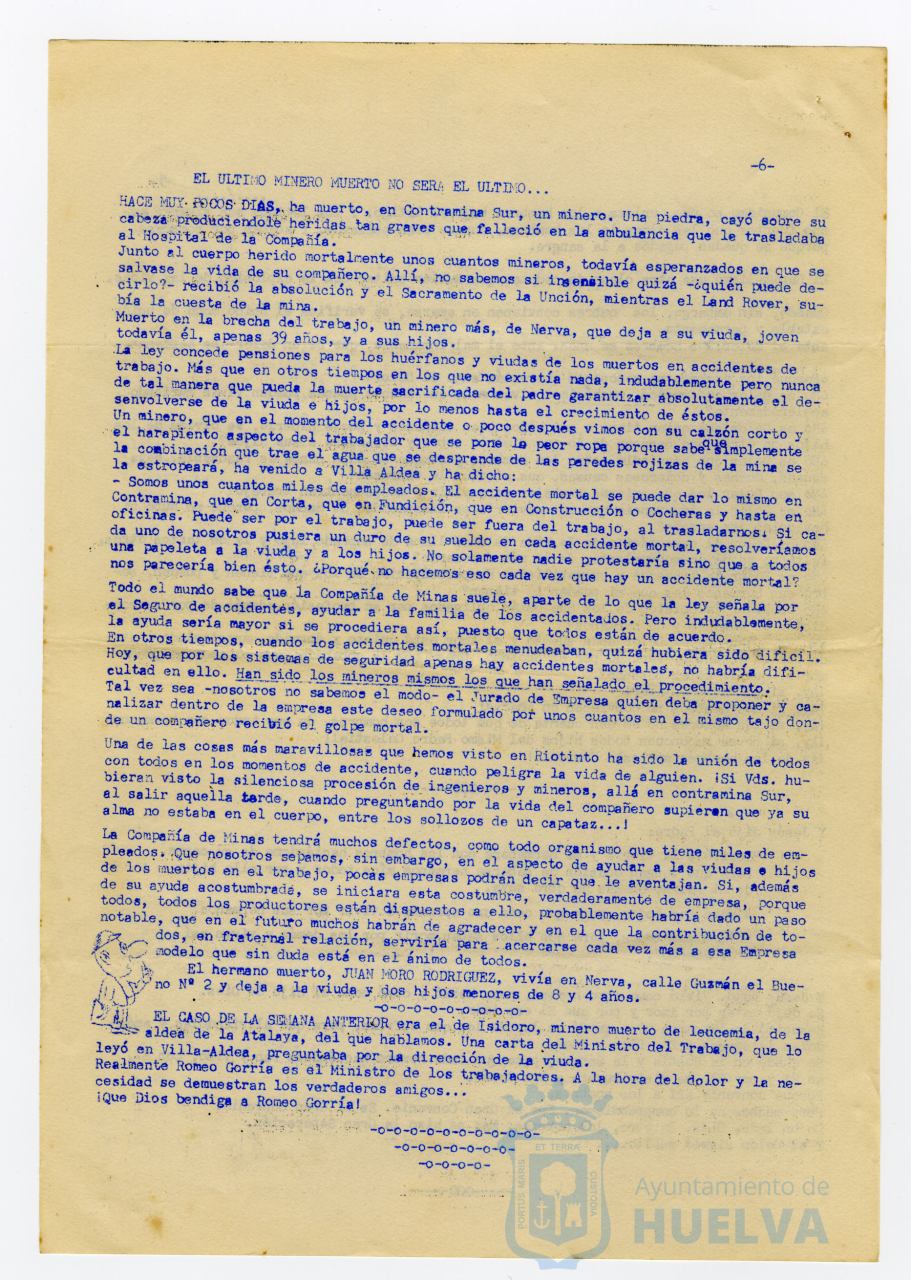 -6-
EL ULTIMO MINERO MUERTO NO SERA EL ULTIMO...
HACE MUY POCOS DIAS, ha muerto, en Contramina Sur, un minero. Una piedra, cayó sobre su
cabeza produciendole heridas tan graves que falleció en la ambulancia que le trasladaba
al Hospital de la Compañía.
Junto al cuerpo herido mortalmente unos cuantos mineros, todavía esperanzados en que se
salvase la vida de su compañero. Allí, no sabemos si insensible quizá -¿quién puede de-
cirlo?- recibió la absolución y el Sacramento de la Unción, mientras el Land Rover, su-
bía la cuesta de la mina.
Muerto en la brecha del trabajo, un minero más, de Nerva, que deja a su viuda, joven
todavía él, apenas 39 años, y a sus hijos.
La ley concede pensiones para los huérfanos y viudas de los muertos en accidentes de
trabajo. Más que en otros tiempos en los que no existía nada, indudablemente pero nunca
de tal manera que pueda la muerte sacrificada del padre garantizar absolutamente el de-
senvolverse de la viuda e hijos, por lo menos hasta el crecimiento de éstos.
Un minero, que en el momento del accidente o poco después vimos con su calzón corto y
el harapiento aspecto del trabajador que se pone la peor ropa porque sabe que simplemente
la combinación que trae el agua que se desprende de las paredes rojizas de la mina se
la estropeará, ha venido a Villa Aldea y ha dicho:
- Somos unos cuantos miles de empleados. El accidente mortal se puede dar lo mismo en
Contramina, que en Corta, que en Fundición, que en Construcción o Cocheras y hasta en
oficinas. Puede ser por el trabajo, puede ser fuera del trabajo, al trasladarnos. Si ca-
da uno de nosotros pusiera un duro de su sueldo en cada accidente mortal, resolveríamos
una papeleta a la viuda y a los hijos. No solamente nadie protestaría sino que a todos
nos parecería bien ésto. ¿Porqué no hacemos eso cada vez que hay un accidente mortal?
Todo el mundo sabe que la Compañía de Minas suele, aparte de lo que la ley señala por
el Seguro de accidentes, ayudar a la familia de los accidentados. Pero indudablemente,
la ayuda sería mayor si se procediera así, puesto que todos están de acuerdo.
En otros tiempos, cuando los accidentes mortales menudeaban, quizá hubiera sido dificil.
Hoy, que por los sistemas de seguridad apenas hay accidentes mortales, no habría difi-
cultad en ello. Han sido los mineros mismos los que han señalado el procedimiento.
Tal vez sea -nosotros no sabemos el modo- el Jurado de Empresa quien deba proponer y ca-
nalizar dentro de la empresa este deseo formulado por unos cuantos en el mismo tajo don-
de un compañero recibió el golpe mortal.
Una de las cosas más maravillosas que hemos visto en Riotinto ha sido la unión de todos
con todos en los momentos de accidente, cuando peligra la vida de alguien. ¡Si Vds. hu-
bieran visto la silenciosa procesión de ingenieros y mineros, allá en contramina Sur,
al salir aquella tarde, cuando preguntando por la vida del compañero supieren que ya su
alma no estaba en el cuerpo, entre los sollozos de un capataz...!
La Compañía de Minas tendrá muchos defectos, como todo organismo que tiene miles de em-
pleados. Que nosotros sepamos, sin embargo, en el aspecto de ayudar a las viudas e hijos
de los muertos en el trabajo, pocas empresas podrán decir que le aventajan. Si, además
de su ayuda acostumbrada, se iniciara esta costumbre, verdaderamente de empresa, porque
todos, todos los productores están dispuestos a ello, probablemente habría dado un paso
notable, que en el futuro muchos habrán de agradecer y en el que la contribución de to-
dos, en fraternal relación, serviría para acercarse cada vez más a esa Empresa
modelo que sin duda está en el ánimo de todos.
El hermano muerto, JUAN MORO RODRIGUEZ, vivía en Nerva, calle Guzmán el Bue-
no Nº 2 y deja a la viuda y dos hijos menores de 8 y 4 años.
-o-o-o-o-o-o-o-o-o-
EL CASO DE LA SEMANA ANTERIOR era el de Isidoro, minero muerto de leucemia, de la
aldea de la Atalaya, del que hablamos. Una carta del Ministro del Trabajo, que lo
leyó en Villa-Aldea, preguntaba por la dirección de la viuda.
Realmente Romeo Gorría es el Ministro de los trabajadores. A la hora del dolor y la ne-
cesidad se demuestran los verdaderos amigos...
¡Que Dios bendiga a Romeo Gorría!
-o-o-o-o-o-o-o-o-o-o-
-o-o-o-o-o-o-o-
-o-o-o-o-
PORTUS MARIS ET TERRAE CUSTODIA
Ayuntamiento de
HUELVA